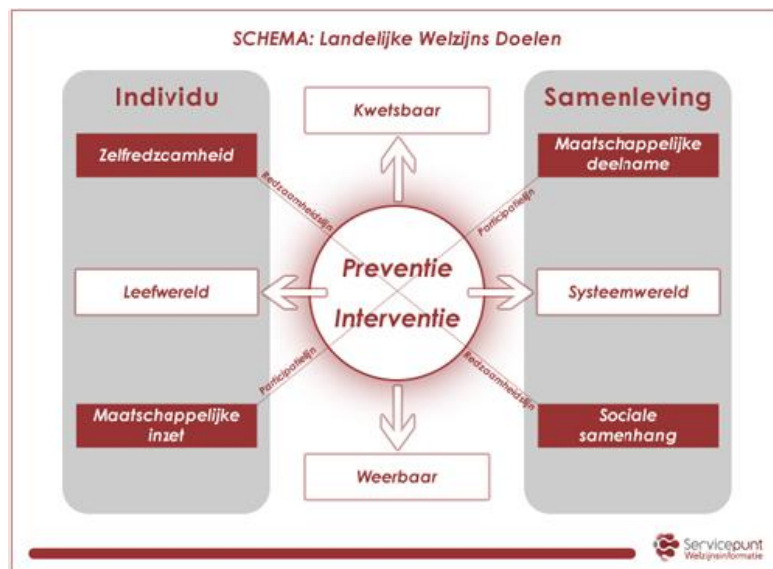 SCHEMA: Landelijke Welzijns Doelen
Individu
Zelfredzcamheid
Leefwereld
Maatschappelijke
inzet
Kwetsbaar
Redzaamheidslijn
Participatielijn
Preventie
Interventie
Participatielijn
Redzaamheidslijn
Weerbaar
Samenleving
Maatschappelijke
deelname
Systeemwereld
Sociale
samenhang
Servicepunt
Welzijnsinformatie